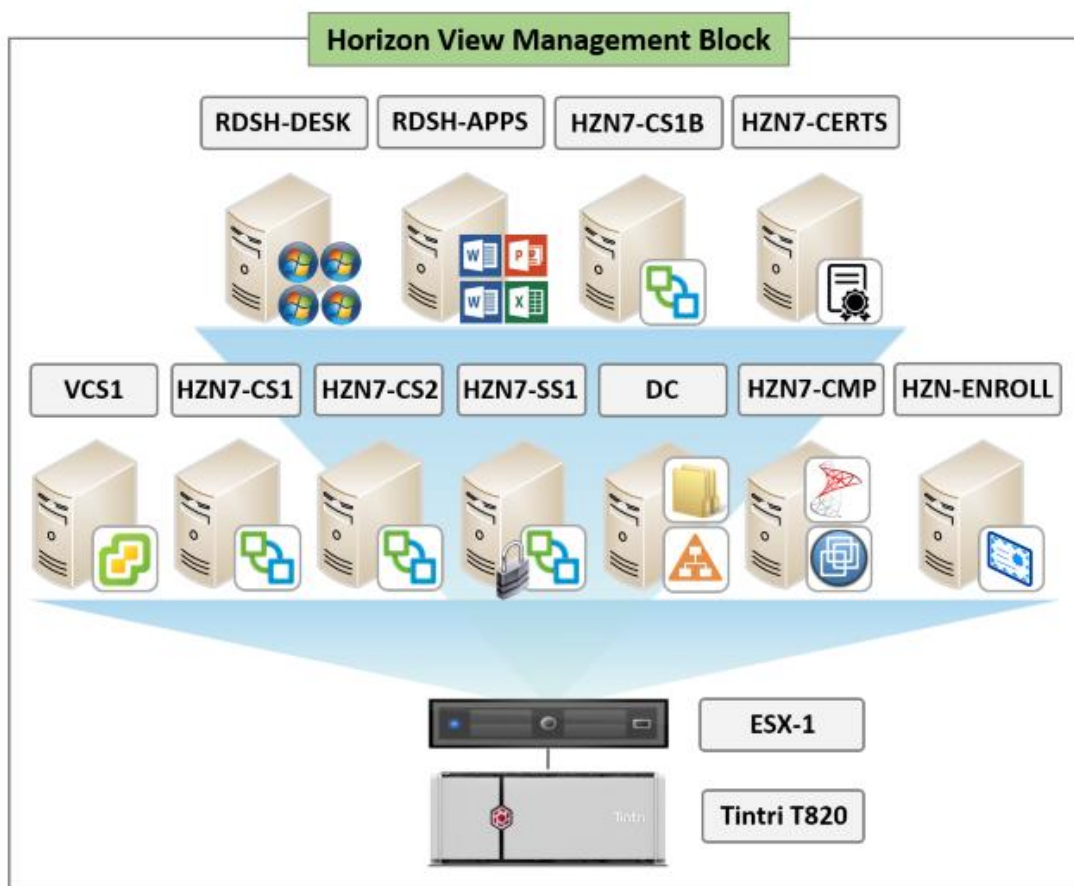 Horizon View Management Block
RDSH-DESK
RDSH-APPS
HZN7-CS1B
HZN7-CERTS
W
P
W
X
VCS1
HZN7-CS1
HZN7-CS2
HZN7-SS1
DC
HZN7-CMP
HZN-ENROLL
ESX-1
Tintri
Tintri T820